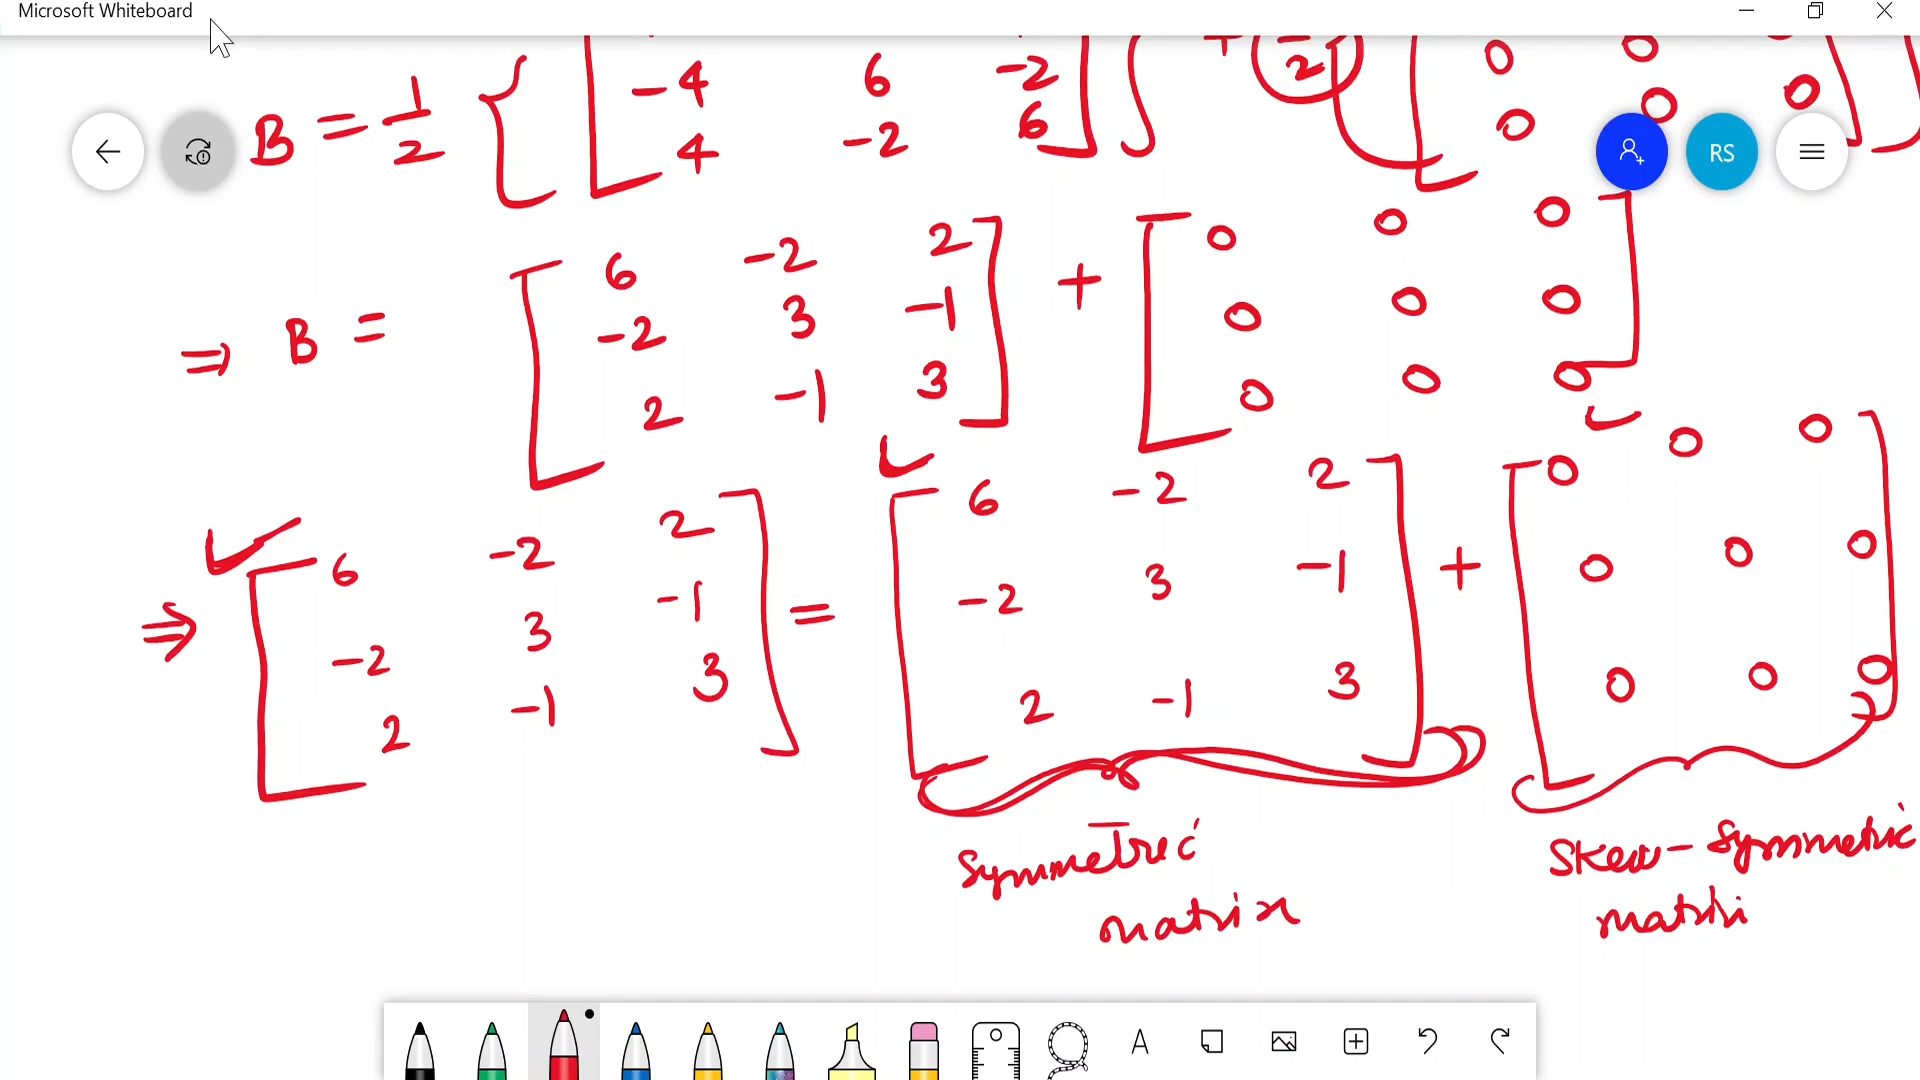 Microsoft Whiteboard
-4 6 -2 + 2 0 0
B = 1/2 { [ 4 -2 6 ] } 0 0 0
RS
⇒ B = [ 6 -2 2 ] + [ 0 0 0 ]
-2 3 -1 0 0 0
2 -1 3 0 0 0
⇒ [ 6 -2 2 ] = [ 6 -2 2 ] + [ 0 0 0 ]
-2 3 -1 -2 3 -1 0 0 0
2 -1 3 2 -1 3 0 0 0
Symmetric Skew-Symmetric
matrix matrix
A